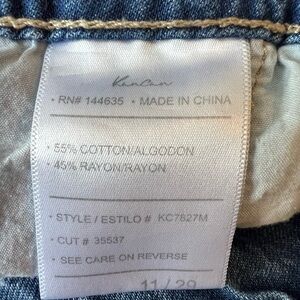 KanCan
• RN# 144635 • MADE IN CHINA
• 55% COTTON/ALGODON
• 45% RAYON/RAYON
• STYLE / ESTILO # KC7827M
• CUT # 35537
• SEE CARE ON REVERSE
11 / 29